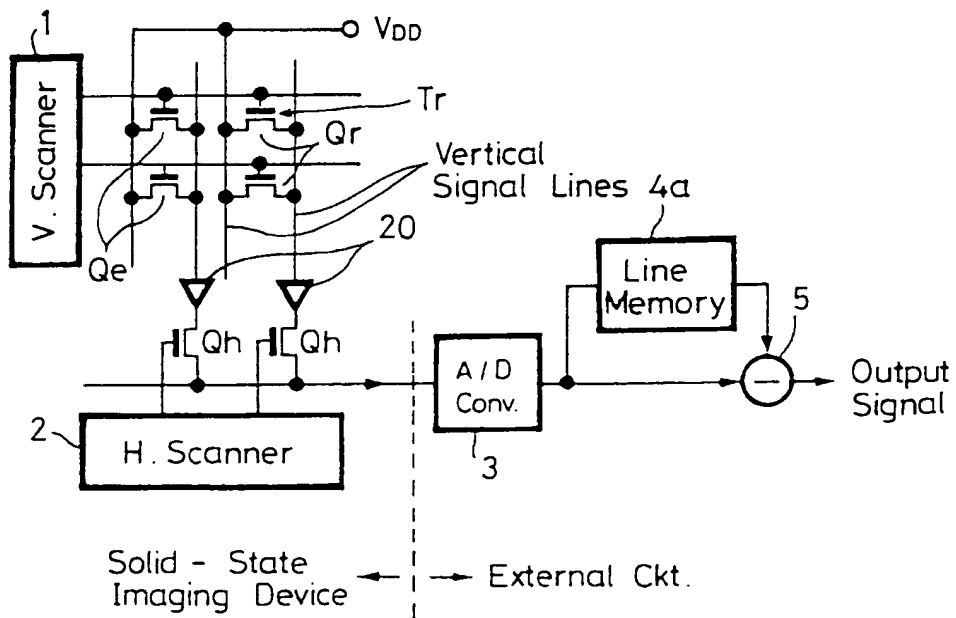 1
VDD
V. Scanner
Tr
Qr
Vertical
Signal Lines
4a
Qe
20
Line
Memory
5
Qh
Qh
A/D
Conv.
Output
Signal
2
H. Scanner
3
Solid - State
Imaging Device
External Ckt.